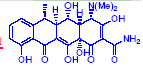 OH N(Me)₂
H H
OH
NH₂
OH
OH O OH O O